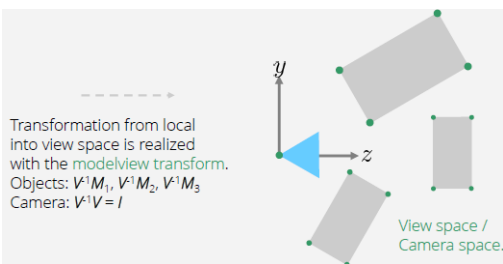 y
z
Transformation from local
into view space is realized
with the modelview transform.
Objects: V⁻¹M₁, V⁻¹M₂, V⁻¹M₃
Camera: V⁻¹V = I
View space /
Camera space.